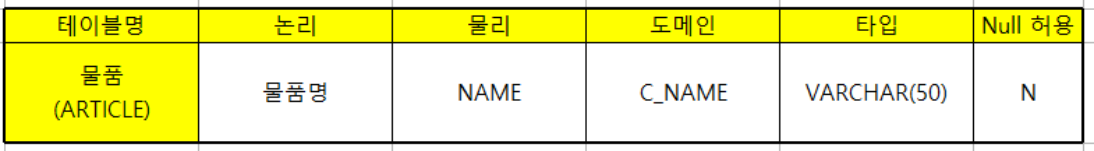 테이블명 논리 물리 도메인 타입 Null 허용
물품
(ARTICLE) 물품명 NAME C_NAME VARCHAR(50) N